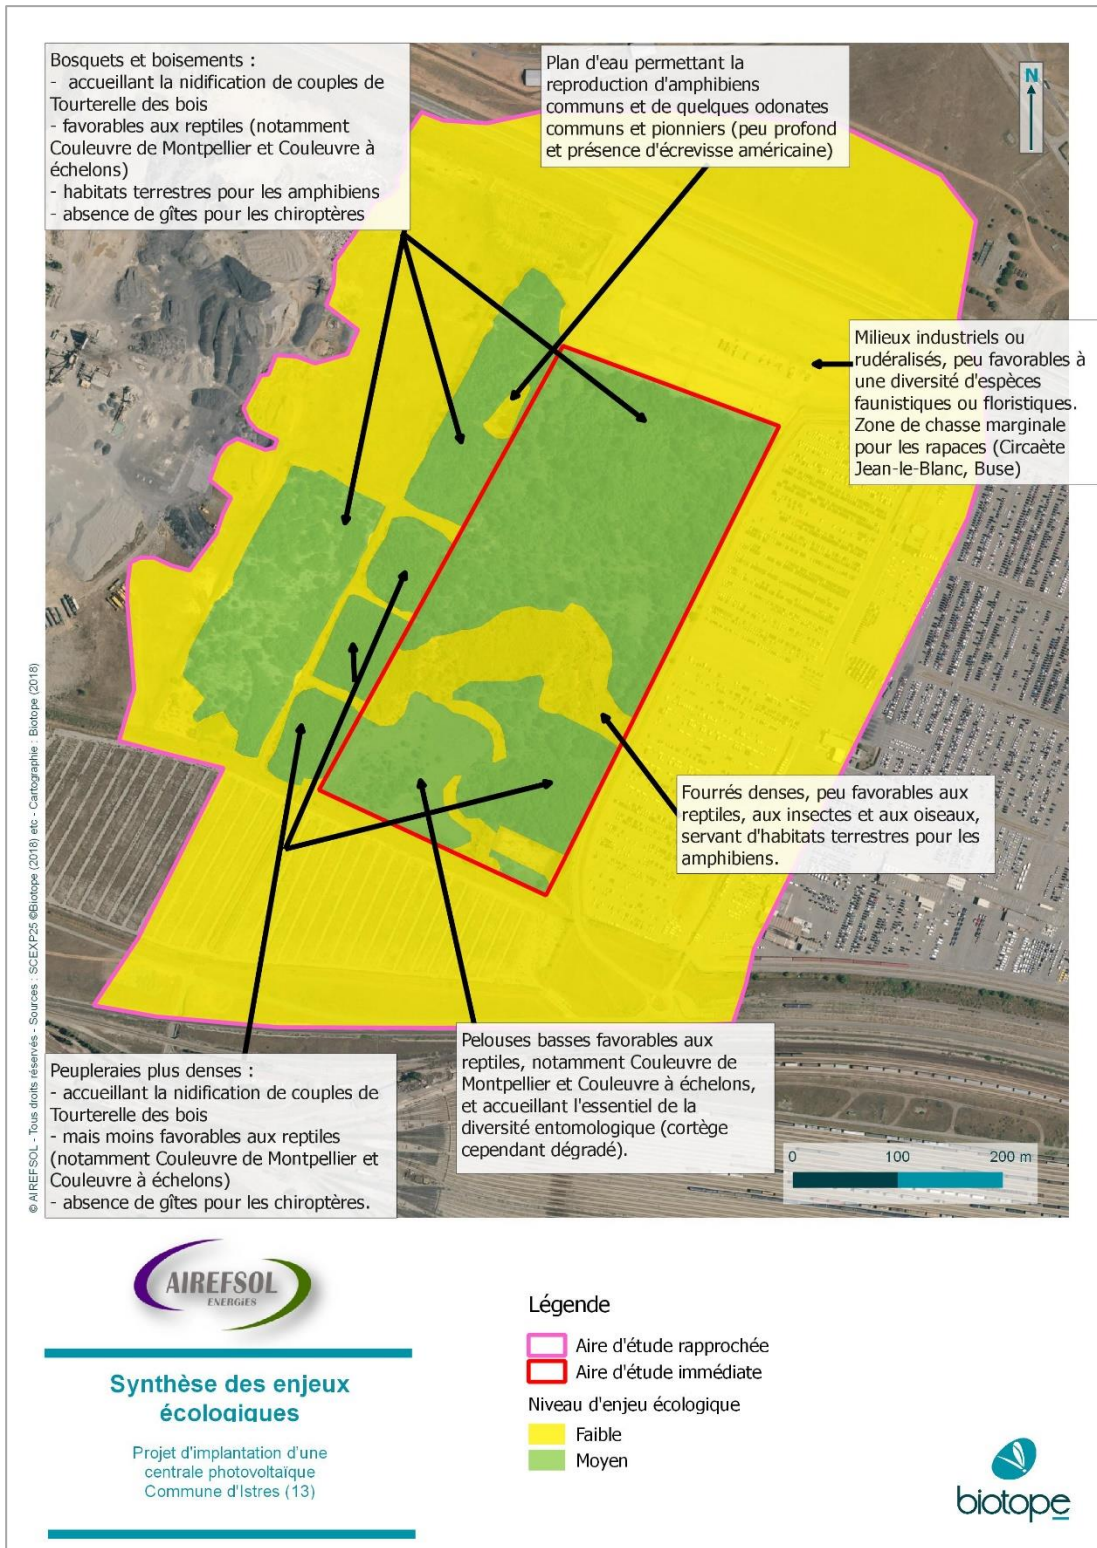 Bosquets et boisements :
- accueillant la nidification de couples de
Tourterelle des bois
- favorables aux reptiles (notamment
Couleuvre de Montpellier et Couleuvre à
échelons)
- habitats terrestres pour les amphibiens
- absence de gîtes pour les chiroptères
Plan d'eau permettant la
reproduction d'amphibiens
communs et de quelques odonates
communs et pionniers (peu profond
et présence d'écrevisse américaine)
N
Milieux industriels ou
rudéralisés, peu favorables à
une diversité d'espèces
faunistiques ou floristiques.
Zone de chasse marginale
pour les rapaces (Circaète
Jean-le-Blanc, Buse)
Fourrés denses, peu favorables aux
reptiles, aux insectes et aux oiseaux,
servant d'habitats terrestres pour les
amphibiens.
Peupleraies plus denses :
- accueillant la nidification de couples de
Tourterelle des bois
- mais moins favorables aux reptiles
(notamment Couleuvre de Montpellier et
Couleuvre à échelons)
- absence de gîtes pour les chiroptères.
Pelouses basses favorables aux
reptiles, notamment Couleuvre de
Montpellier et Couleuvre à échelons,
et accueillant l'essentiel de la
diversité entomologique (cortège
cependant dégradé).
0 100 200 m
© AIREFSOL - Tous droits réservés - Sources : SCEXP25 ©Biotope (2018) etc - Cartographie : Biotope (2018)
AIREFSOL
ENERGIES
Synthèse des enjeux
écologiques
Projet d'implantation d'une
centrale photovoltaïque
Commune d'Istres (13)
Légende
Aire d'étude rapprochée
Aire d'étude immédiate
Niveau d'enjeu écologique
Faible
Moyen
biotope